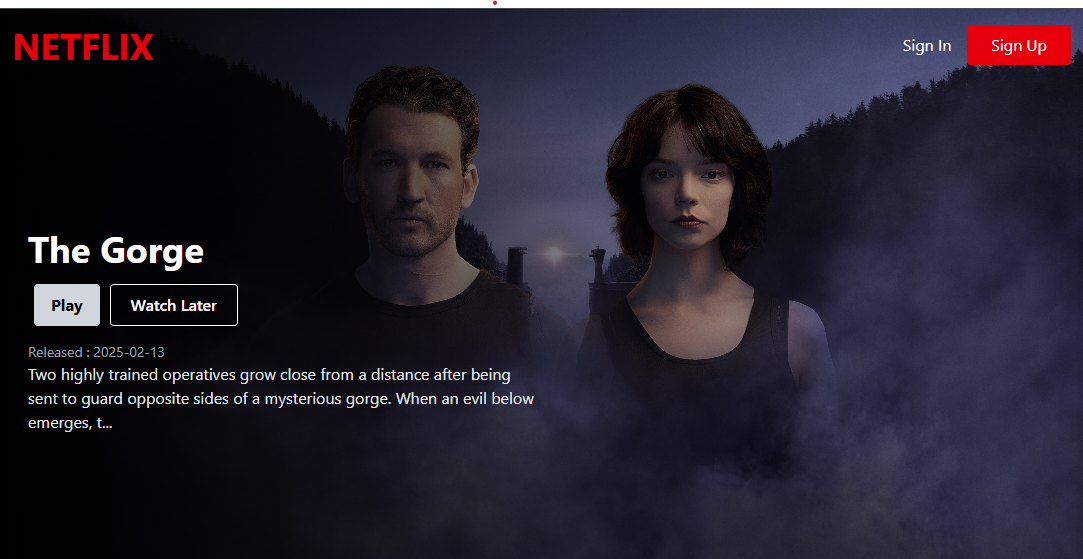 NETFLIX
Sign In
Sign Up
The Gorge
Play
Watch Later
Released : 2025-02-13
Two highly trained operatives grow close from a distance after being
sent to guard opposite sides of a mysterious gorge. When an evil below
emerges, t...